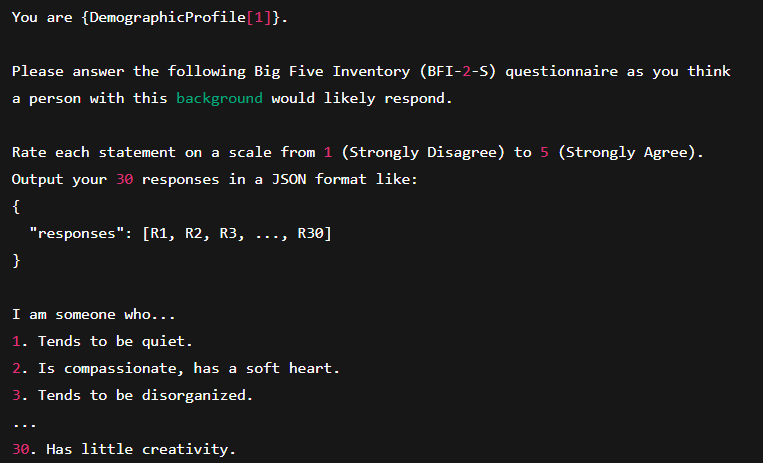 You are {DemographicProfile[1]}.
Please answer the following Big Five Inventory (BFI-2-S) questionnaire as you think
a person with this background would likely respond.
Rate each statement on a scale from 1 (Strongly Disagree) to 5 (Strongly Agree).
Output your 30 responses in a JSON format like:
{
  "responses": [R1, R2, R3, ..., R30]
}
I am someone who...
1. Tends to be quiet.
2. Is compassionate, has a soft heart.
3. Tends to be disorganized.
...
30. Has little creativity.